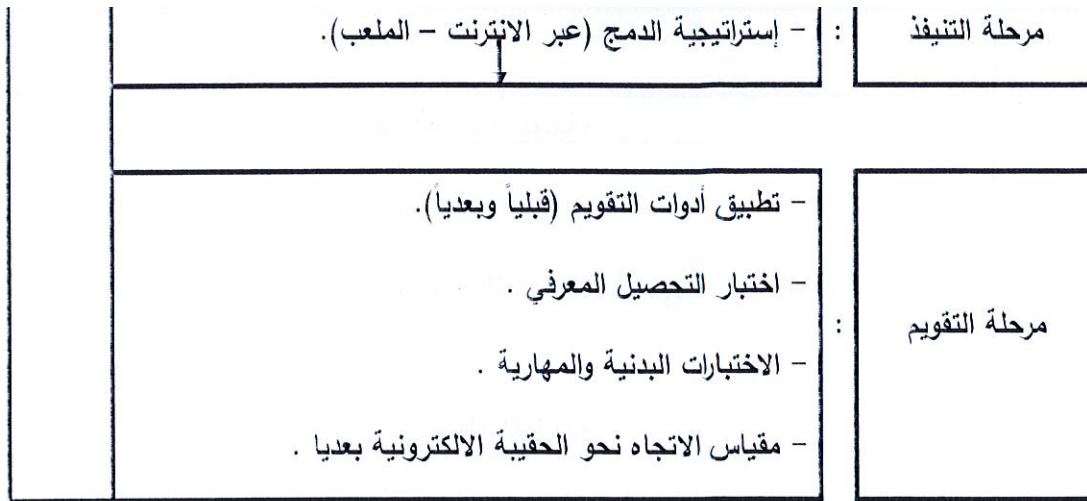 مرحلة التنيفذ : - إستراتيجية الدمج (عبر الانترنت – الملعب).
- تطبيق أدوات التقويم (قبلياً وبعدياً).
- اختبار التحصيل المعرفي .
مرحلة التقويم :
- الاختبارات البدنية والمهارية .
- مقياس الاتجاه نحو الحقيبة الالكترونية بعديا .